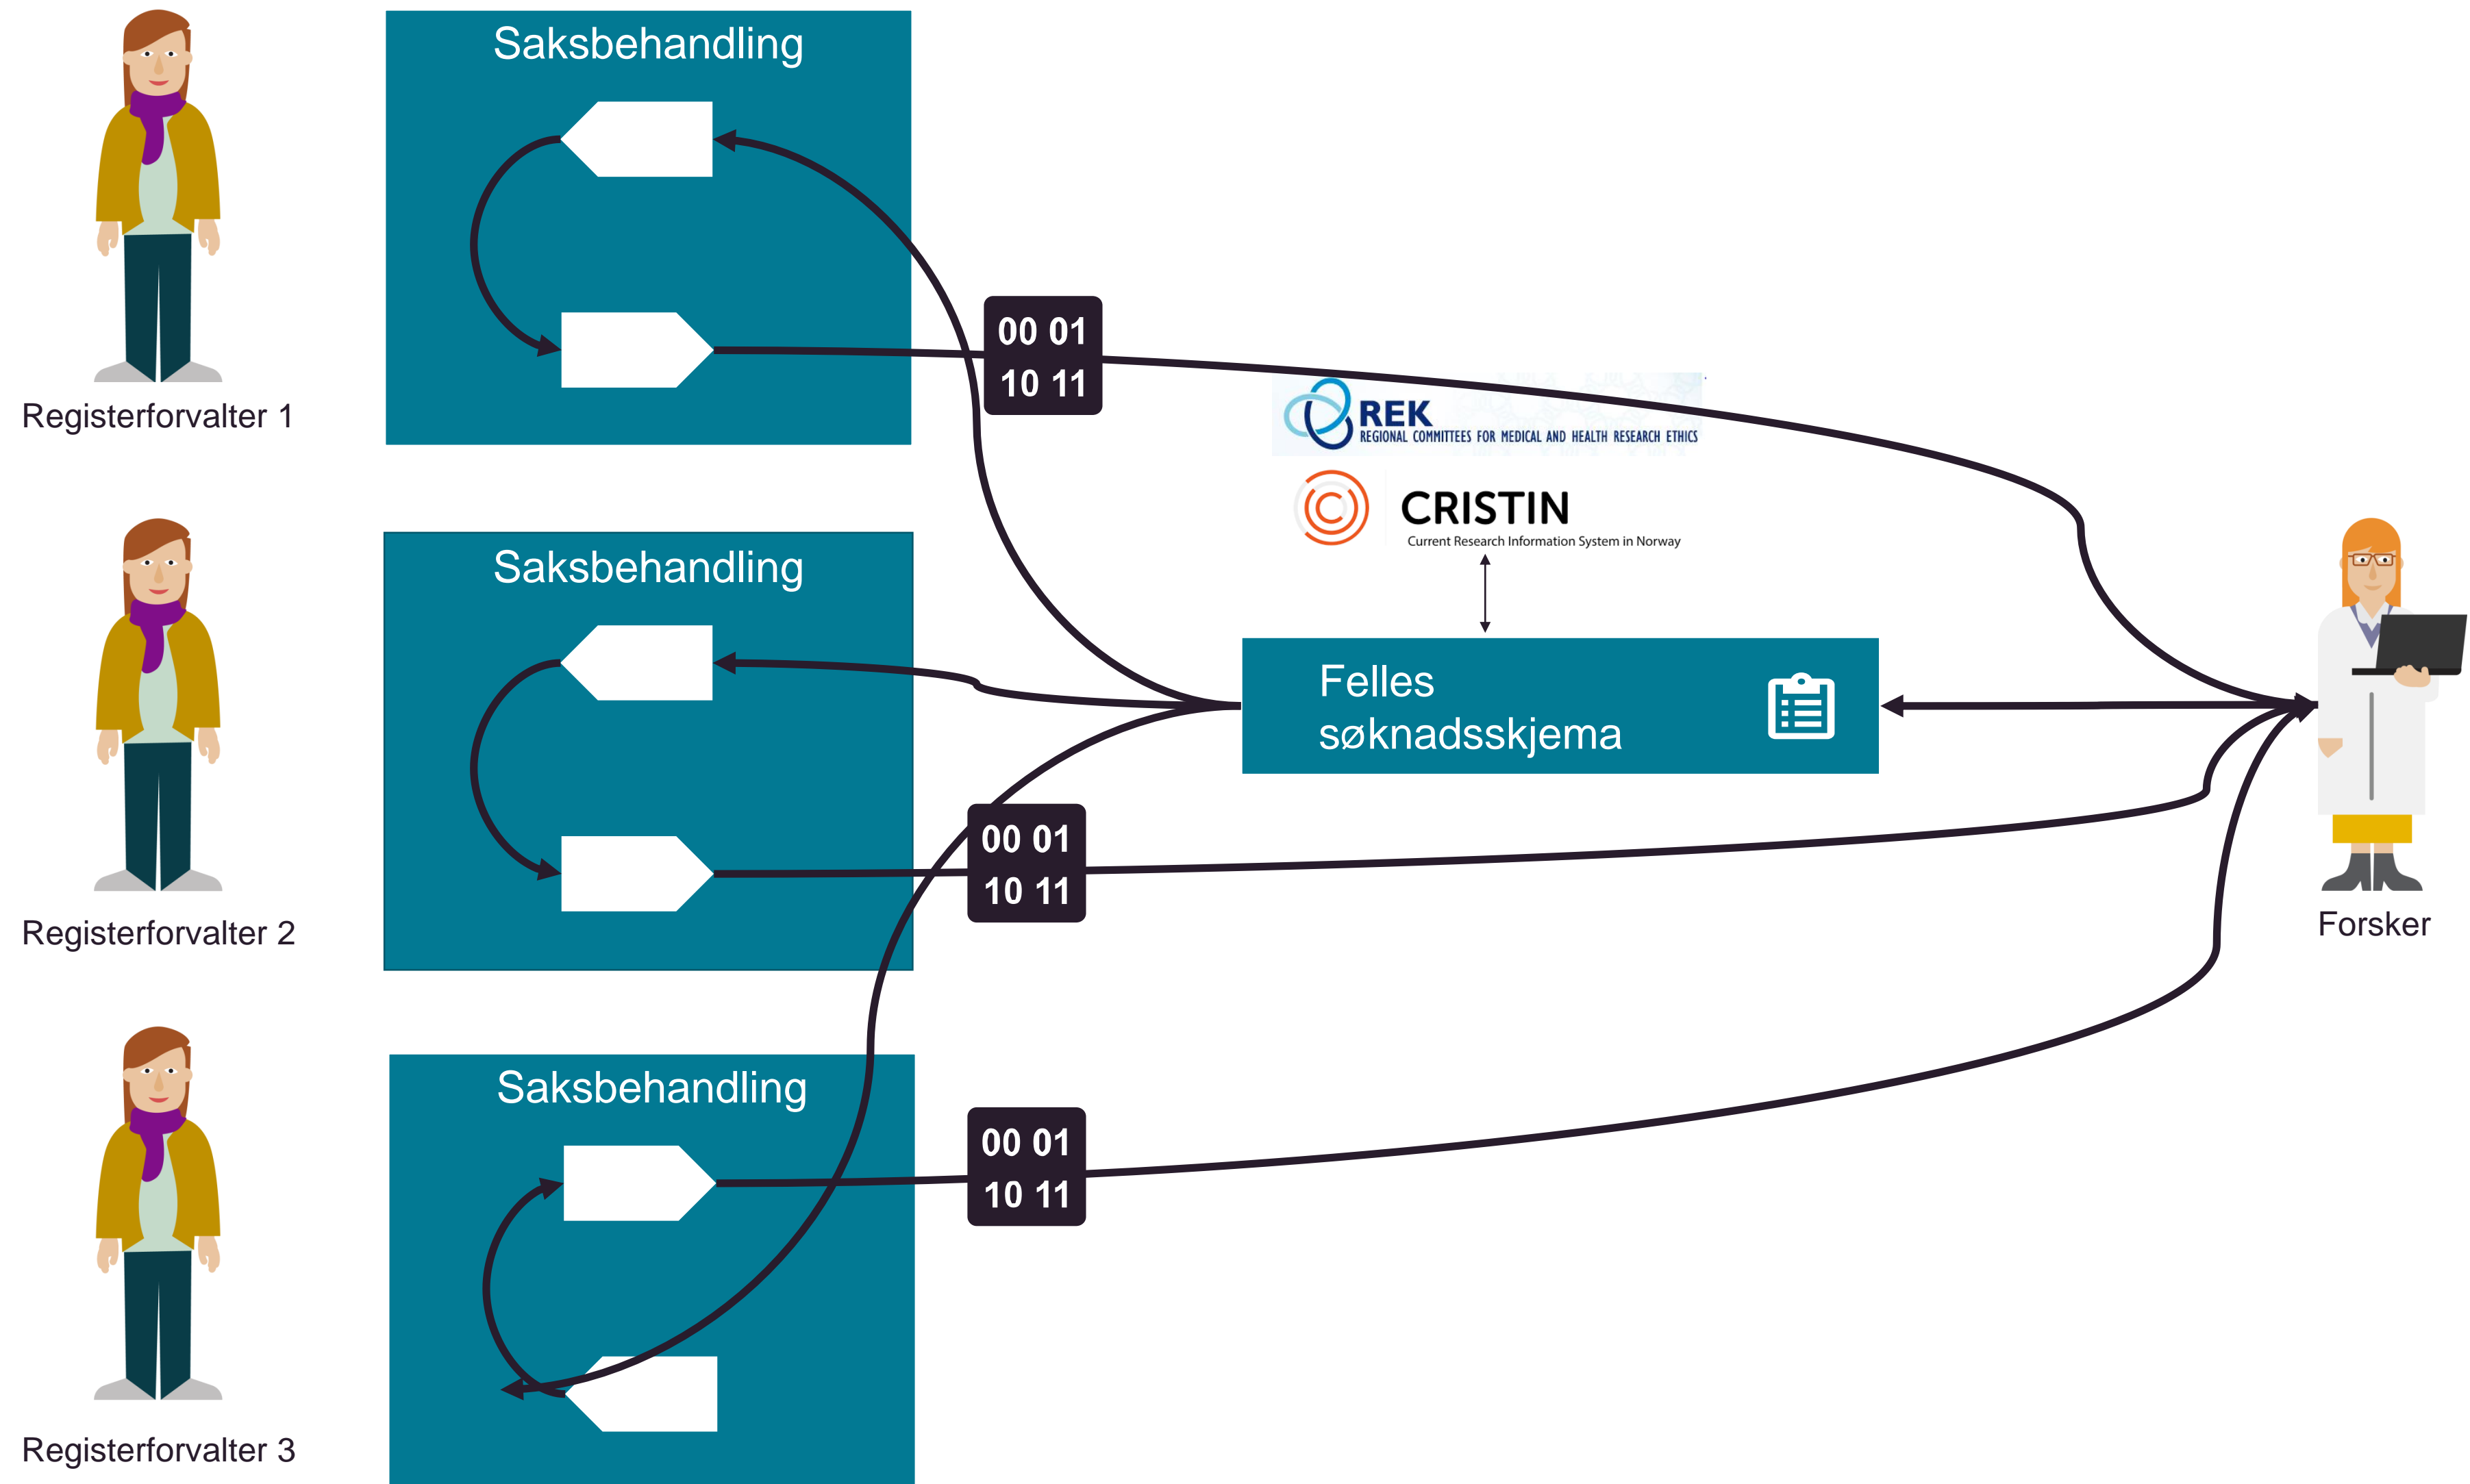 Saksbehandling
00 01
10 11
Registerforvalter 1
REK
REGIONAL COMMITTEES FOR MEDICAL AND HEALTH RESEARCH ETHICS
CRISTIN
Current Research Information System in Norway
Saksbehandling
Felles
søknadsskjema
00 01
10 11
Registerforvalter 2
Forsker
Saksbehandling
00 01
10 11
Registerforvalter 3